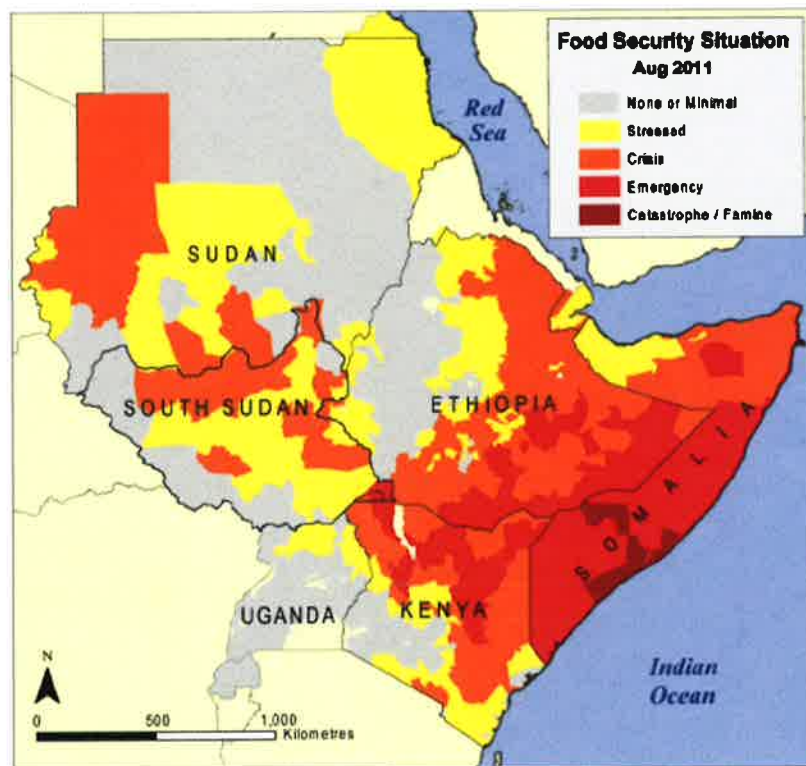 Food Security Situation
Aug 2011
None or Minimal
Stressed
Crisis
Emergency
Catastrophe / Famine
Red
Sea
SUDAN
SOUTH SUDAN
ETHIOPIA
SOMALIA
UGANDA
KENYA
Indian
Ocean
N
0 500 1,000
Kilometres